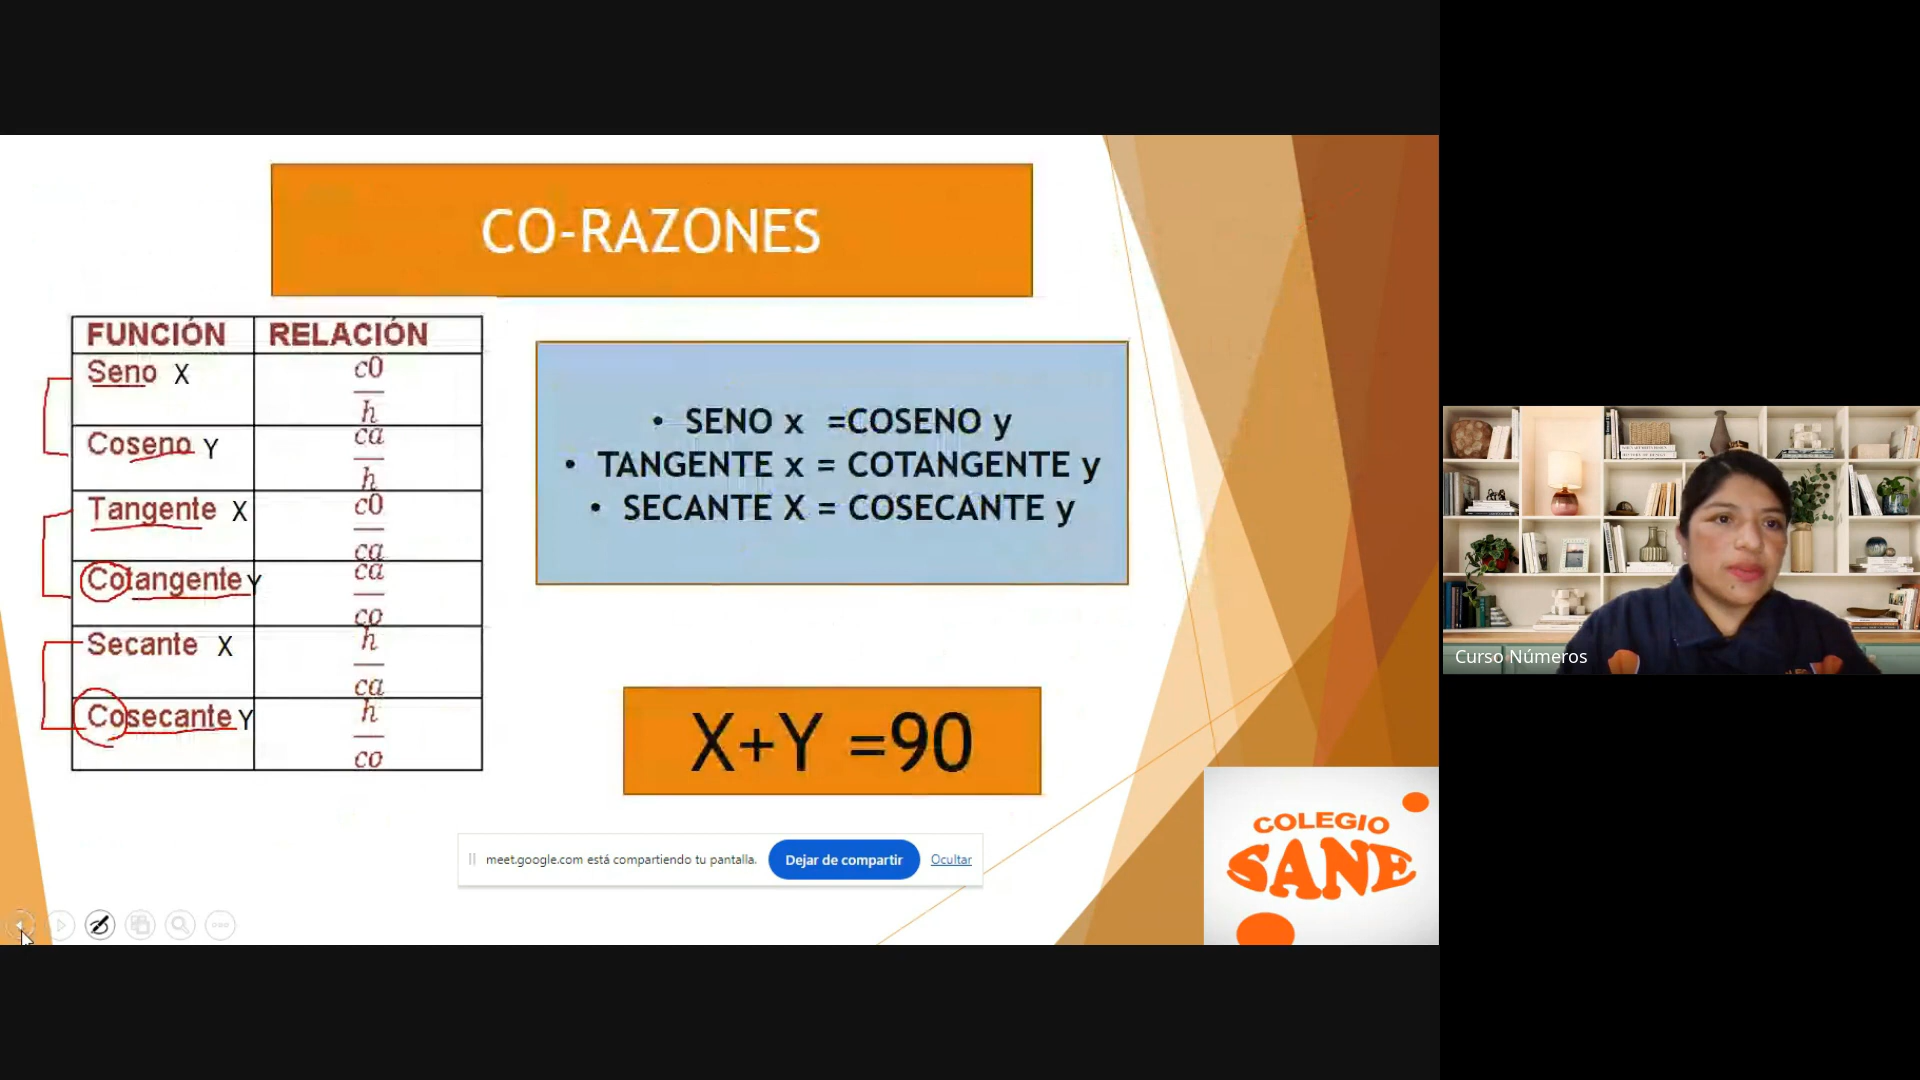 CO-RAZONES
FUNCIÓN RELACIÓN
Seno X c0/h
Coseno Y ca/h
Tangente X c0/ca
Cotangente Y ca/co
Secante X h/ca
Cosecante Y h/co
• SENO x =COSENO y
• TANGENTE x = COTANGENTE y
• SECANTE X = COSECANTE y
X+Y =90
meet.google.com está compartiendo tu pantalla. Dejar de compartir Ocultar
COLEGIO
SANE
Curso Números